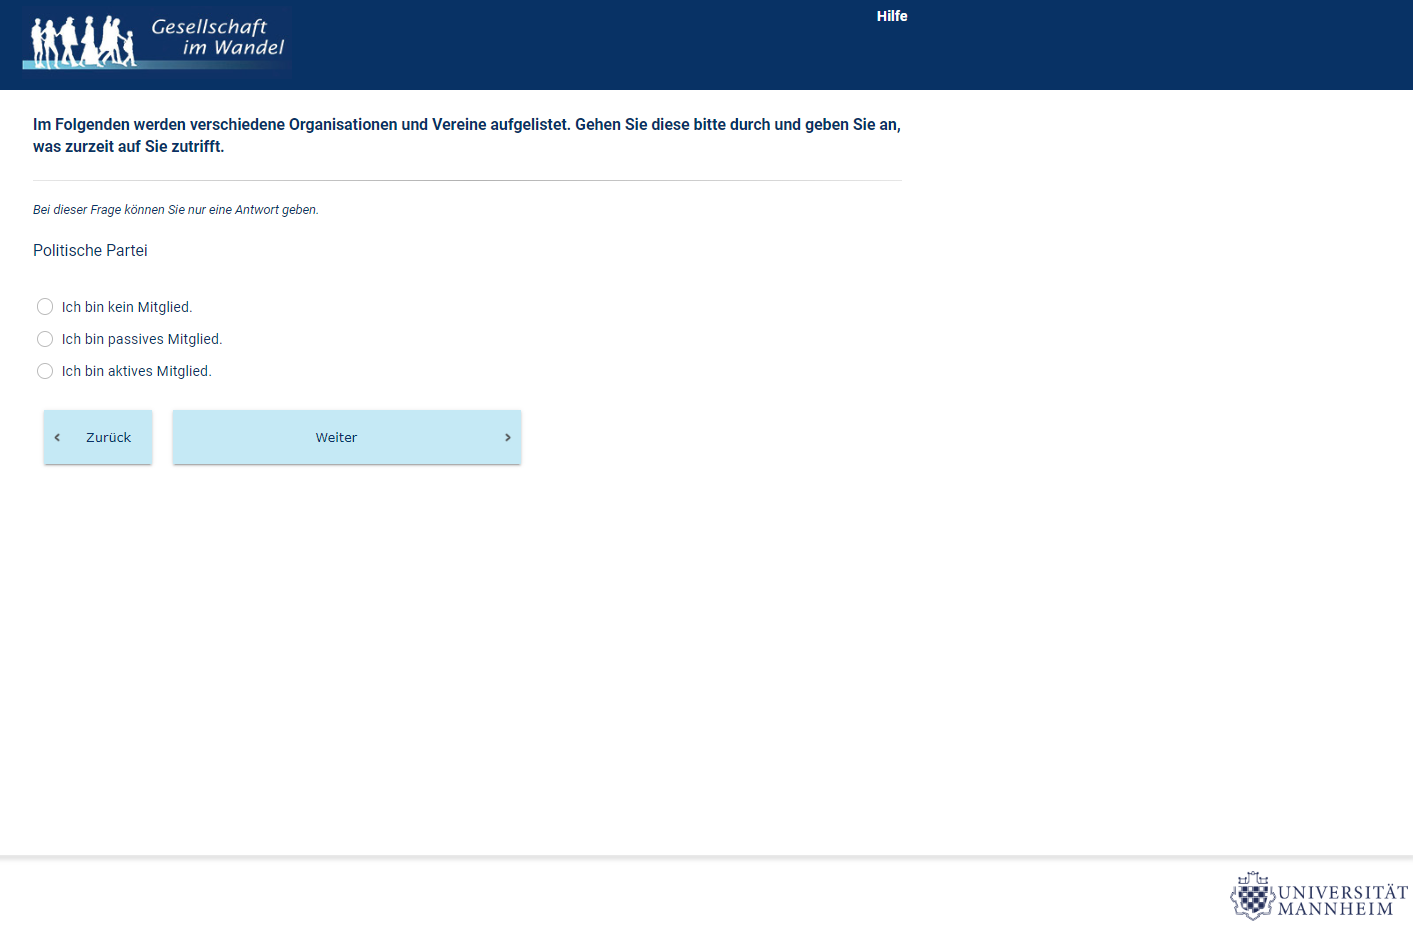 Gesellschaft
im Wandel
Hilfe
Im Folgenden werden verschiedene Organisationen und Vereine aufgelistet. Gehen Sie diese bitte durch und geben Sie an,
was zurzeit auf Sie zutrifft.
Bei dieser Frage können Sie nur eine Antwort geben.
Politische Partei
Ich bin kein Mitglied.
Ich bin passives Mitglied.
Ich bin aktives Mitglied.
Zurück
Weiter
UNIVERSITÄT
MANNHEIM